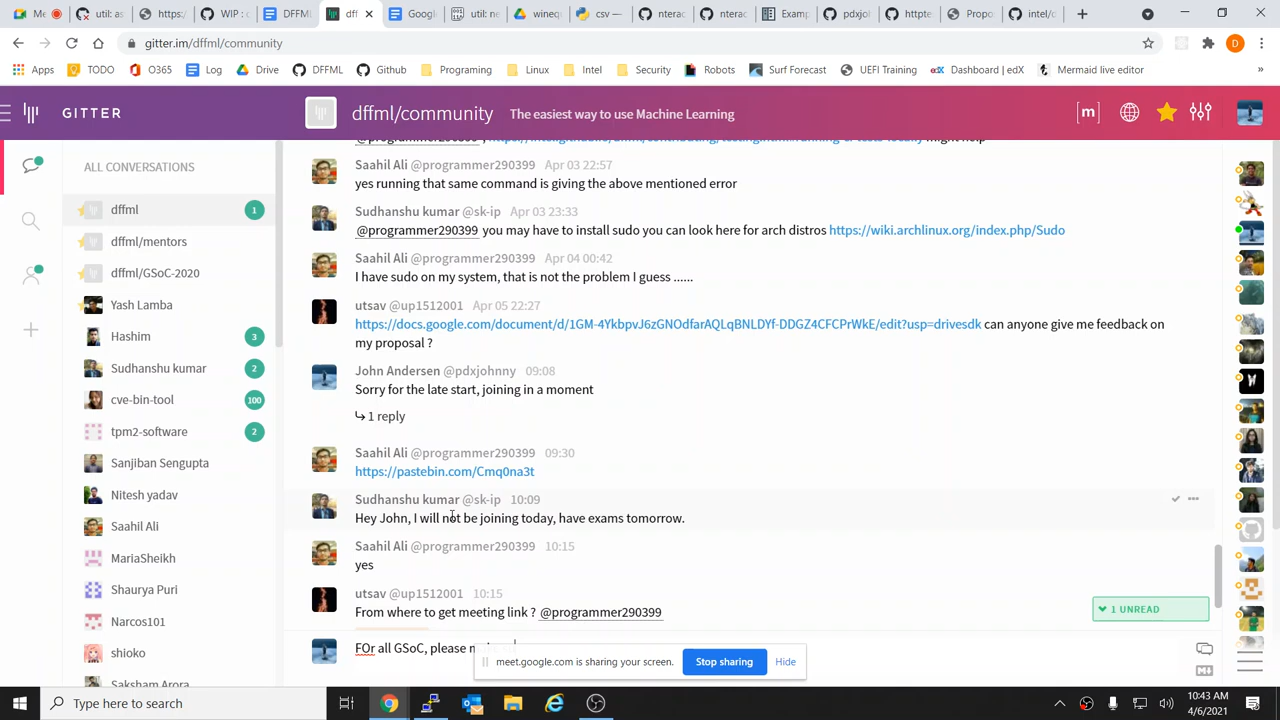 util: ne
WIP : c
Googl
wineq
csv —
nterac
Examp
pdxjol
httpte
Propo
gitter.im/dffml/community
D
Apps TODO O365 Log Drive DFFML Github Programing Linux Intel Security Robots Surf Forecast UEFI Training Dashboard | edX Mermaid live editor »
GITTER
dffml/community The easiest way to use Machine Learning
[m]
ALL CONVERSATIONS
dffml 1
dffml/mentors
dffml/GSoC-2020
Yash Lamba
Hashim 3
Sudhanshu kumar 2
cve-bin-tool 100
tpm2-software 2
Sanjiban Sengupta
Nitesh yadav
Saahil Ali
MariaSheikh
Shaurya Puri
Narcos101
shioko
Saksham Arora
Saahil Ali @programmer290399 Apr 03 22:57
yes running that same command is giving the above mentioned error
Sudhanshu kumar @sk-ip Apr 03 23:33
@programmer290399 you may have to install sudo you can look here for arch distros https://wiki.archlinux.org/index.php/Sudo
Saahil Ali @programmer290399 Apr 04 00:42
I have sudo on my system, that is not the problem I guess ......
utsav @up1512001 Apr 05 22:27
https://docs.google.com/document/d/1GM-4YkbpvJ6zGNOdfarAQLqBNLDYf-DDGZ4CFCPrWkE/edit?usp=drivesdk can anyone give me feedback on
my proposal ?
John Andersen @pdxjohnny 09:08
Sorry for the late start, joining in a moment
1 reply
Saahil Ali @programmer290399 09:30
https://pastebin.com/Cmq0na3t
Sudhanshu kumar @sk-ip 10:09
Hey John, I will not be joining today, have exams tomorrow.
Saahil Ali @programmer290399 10:15
yes
utsav @up1512001 10:15
From where to get meeting link ? @programmer290399
1 UNREAD
FOr all GSoC, please
meet.google.com is sharing your screen. Stop sharing Hide
Type here to search
10:43 AM
4/6/2021